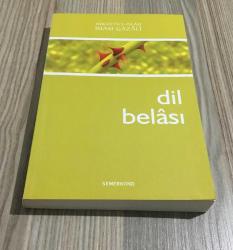 HÜCCETÜ'L-İSLÂM
İMAM GAZÂLÎ
dil
belâsı
SEMERKAND